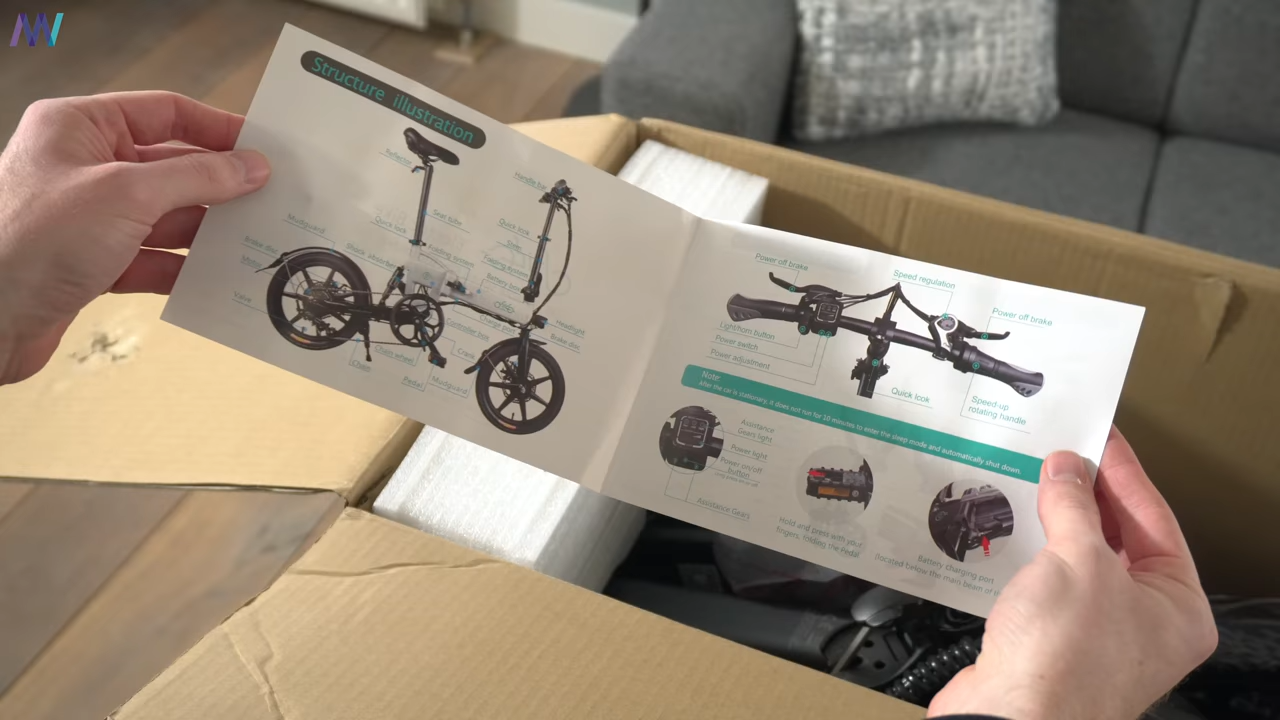 Structure illustration
Reflector
Handle bar
Seat tube
Quick lock
Mudguard
Quick lock
Shock absorber
Brake disc
Folding system
Motor
Valve
Headlight
Brake disc
Controller box
Crank
Chain wheel
Chain
Pedal
Mudguard
Power off brake
Speed regulation
Power off brake
Light/horn button
Power switch
Power adjustment
Quick look
Speed-up
rotating handle
Note:
After the car is stationary, it does not run for 10 minutes to enter the sleep mode and automatically shut down.
Assistance
Gears light
Power light
Power on/off
button
Assistance Gears
Hold and press with your
fingers, folding the Pedal
Battery charging port
(located below the main beam of